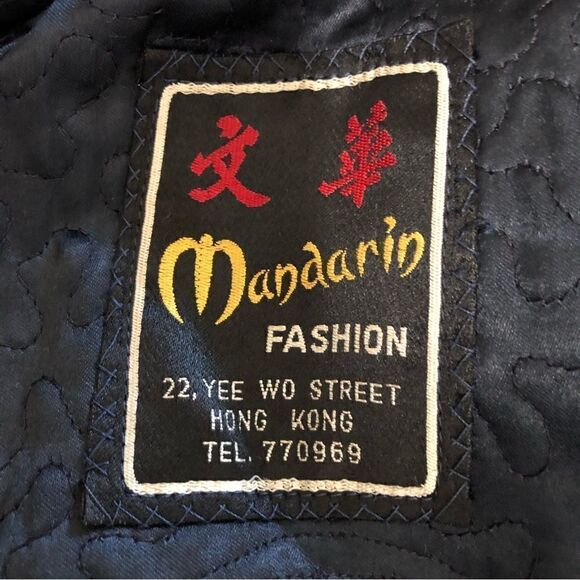 文華
Mandarin
FASHION
22, YEE WO STREET
HONG KONG
TEL. 770969